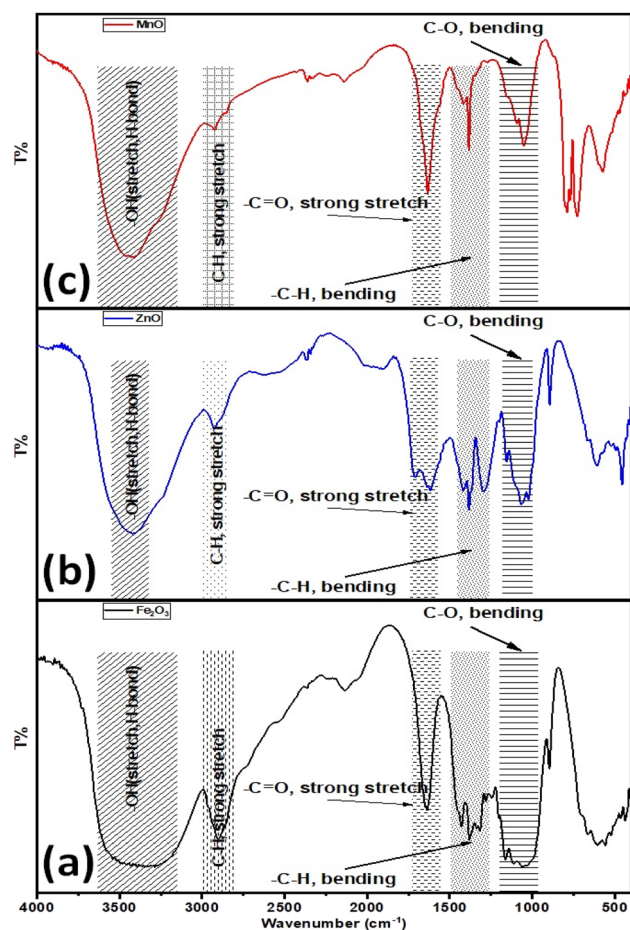 MnO
C-O, bending
T%
-OH(stretch,H-bond)
C-H, strong stretch
-C=O, strong stretch
-C-H, bending
(c)
ZnO
C-O, bending
T%
-OH(stretch,H-bond)
C-H, strong stretch
-C=O, strong stretch
-C-H, bending
(b)
Fe₂O₃
C-O, bending
T%
-OH(stretch,H-bond)
C-H, strong stretch
-C=O, strong stretch
-C-H, bending
(a)
4000 3500 3000 2500 2000 1500 1000 500
Wavenumber (cm⁻¹)